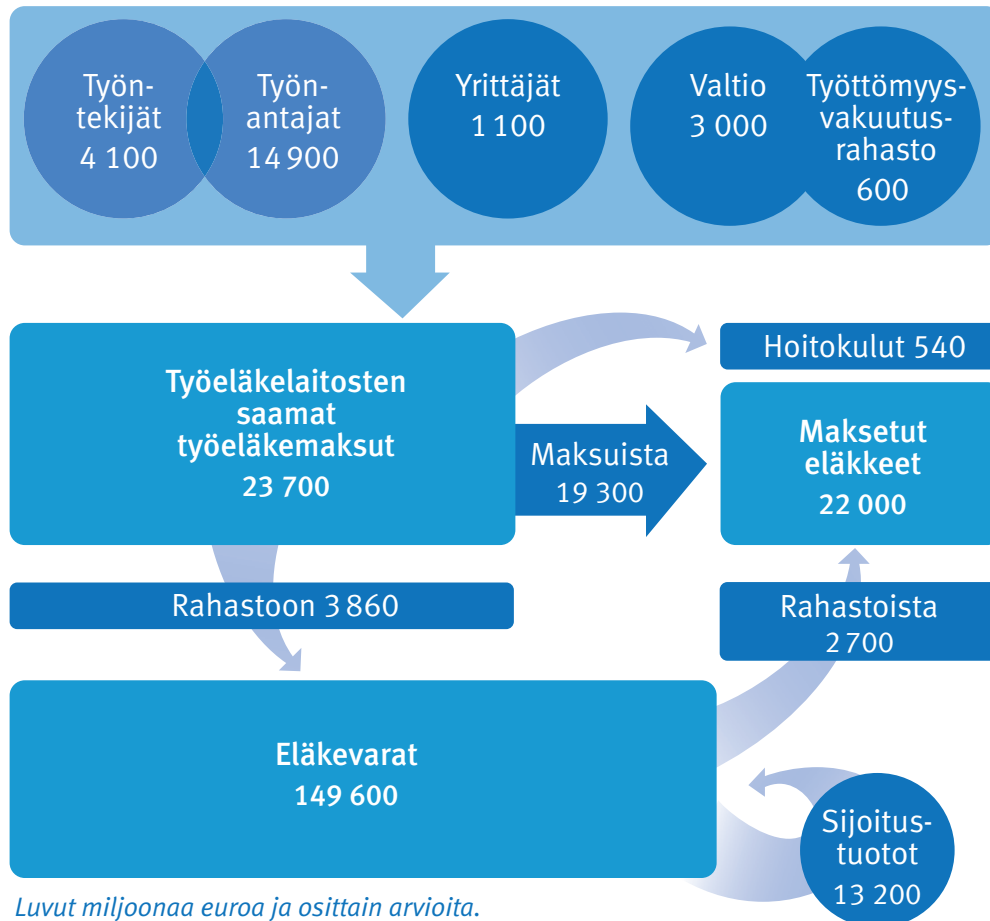 Työn-
tekijät
4 100
Työn-
antajat
14 900
Yrittäjät
1 100
Valtio
3 000
Työttömyys-
vakuutus-
rahasto
600
Työeläkelaitosten
saamat
työeläkemaksut
23 700
Hoitokulut 540
Maksuista
19 300
Maksetut
eläkkeet
22 000
Rahastoon 3 860
Rahastoista
2 700
Eläkevarat
149 600
Sijoitus-
tuotot
13 200
Luvut miljoonaa euroa ja osittain arvioita.